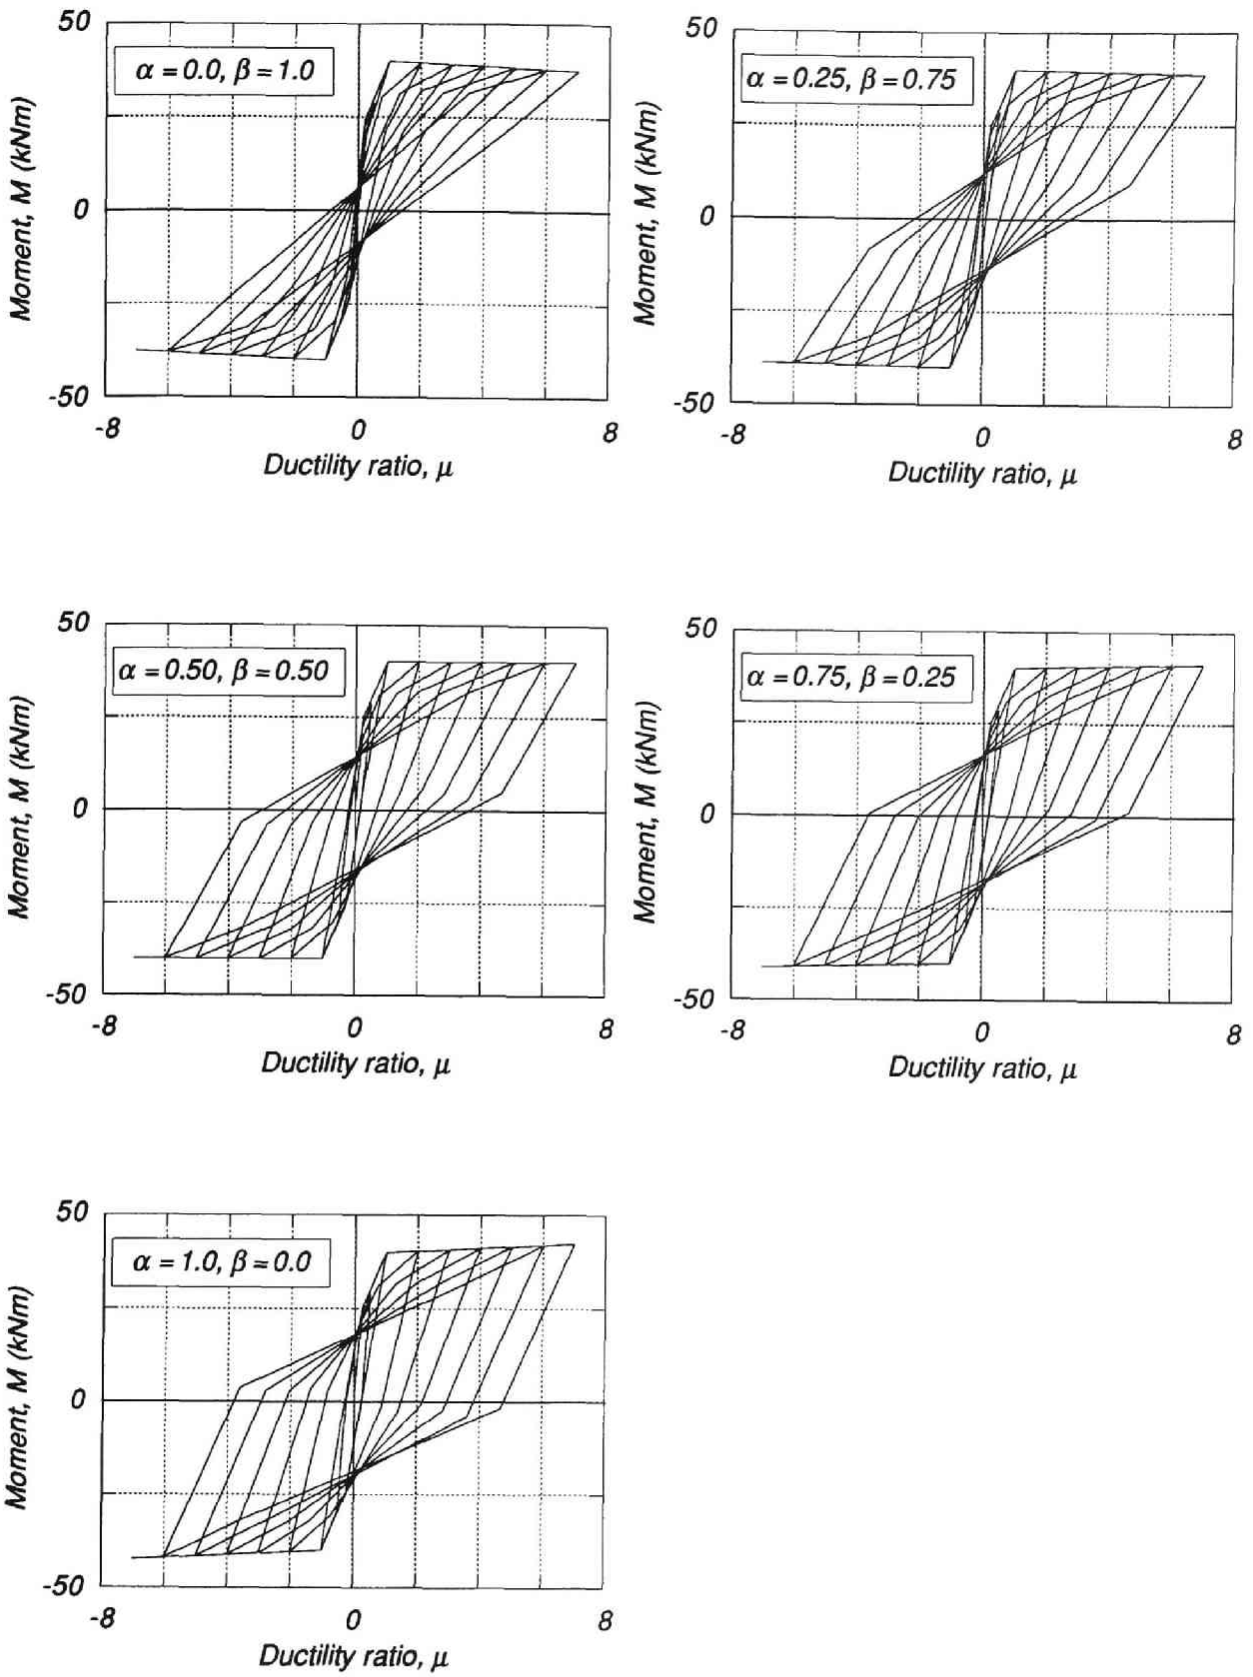 50
α = 0.0, β = 1.0
Moment, M (kNm)
0
-50
-8 0 8
Ductility ratio, μ
50
α = 0.25, β = 0.75
Moment, M (kNm)
0
-50
-8 0 8
Ductility ratio, μ
50
α = 0.50, β = 0.50
Moment, M (kNm)
0
-50
-8 0 8
Ductility ratio, μ
50
α = 0.75, β = 0.25
Moment, M (kNm)
0
-50
-8 0 8
Ductility ratio, μ
50
α = 1.0, β = 0.0
Moment, M (kNm)
0
-50
-8 0 8
Ductility ratio, μ